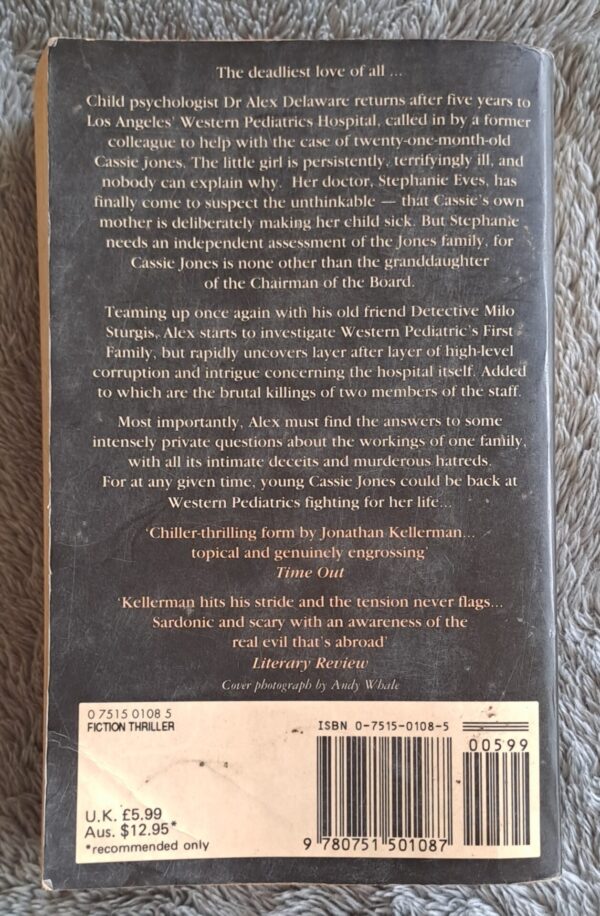 The deadliest love of all ...
Child psychologist Dr Alex Delaware returns after five years to
Los Angeles' Western Pediatrics Hospital, called in by a former
colleague to help with the case of twenty-one-month-old
Cassie Jones. The little girl is persistently, terrifyingly ill, and
nobody can explain why. Her doctor, Stephanie Eves, has
finally come to suspect the unthinkable — that Cassie's own
mother is deliberately making her child sick. But Stephanie
needs an independent assessment of the Jones family, for
Cassie Jones is none other than the granddaughter
of the Chairman of the Board.
Teaming up once again with his old friend Detective Milo
Sturgis, Alex starts to investigate Western Pediatric's First
Family, but rapidly uncovers layer after layer of high-level
corruption and intrigue concerning the hospital itself. Added
to which are the brutal killings of two members of the staff.
Most importantly, Alex must find the answers to some
intensely private questions about the workings of one family,
with all its intimate deceits and murderous hatreds.
For at any given time, young Cassie Jones could be back at
Western Pediatrics fighting for her life...
'Chiller-thrilling form by Jonathan Kellerman...
topical and genuinely engrossing'
Time Out
'Kellerman hits his stride and the tension never flags...
Sardonic and scary with an awareness of the
real evil that's abroad'
Literary Review
Cover photograph by Andy Whale
0 7515 0108 5
FICTION THRILLER
U.K. £5.99
Aus. $12.95*
*recommended only
ISBN 0-7515-0108-5
00599
9 780751 501087